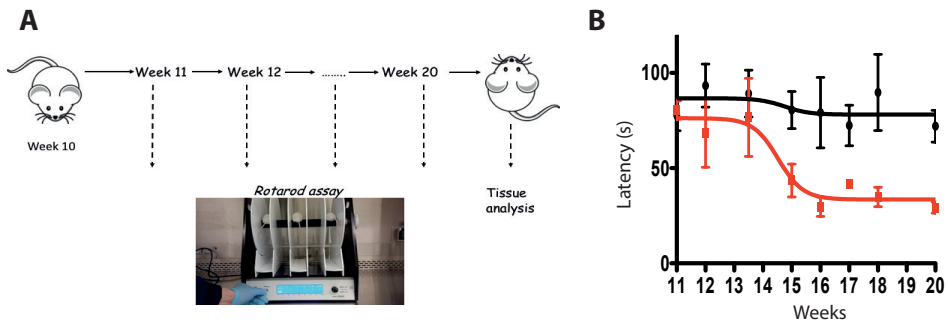 A
Week 10
Week 11
Week 12
........
Week 20
Rotarod assay
Tissue
analysis
B
Latency (s)
100
50
0
11 12 13 14 15 16 17 18 19 20
Weeks